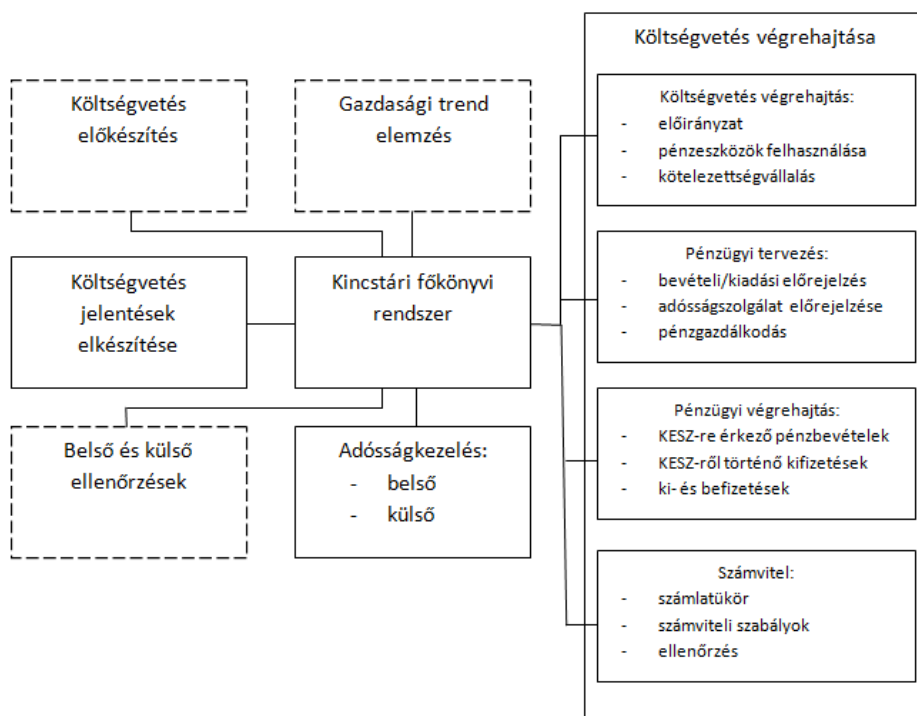 Költségvetés
előkészítés
Gazdasági trend
elemzés
Költségvetés
jelentések
elkészítése
Kincstári főkönyvi
rendszer
Belső és külső
ellenőrzések
Adósságkezelés:
- belső
- külső
Költségvetés végrehajtása
Költségvetés végrehajtás:
- előirányzat
- pénzeszközök felhasználása
- kötelezettségvállalás
Pénzügyi tervezés:
- bevételi/kiadási előrejelzés
- adósságszolgálat előrejelzése
- pénzgazdálkodás
Pénzügyi végrehajtás:
- KESZ-re érkező pénzbevételek
- KESZ-ről történő kifizetések
- ki- és befizetések
Számvitel:
- számlatükör
- számviteli szabályok
- ellenőrzés